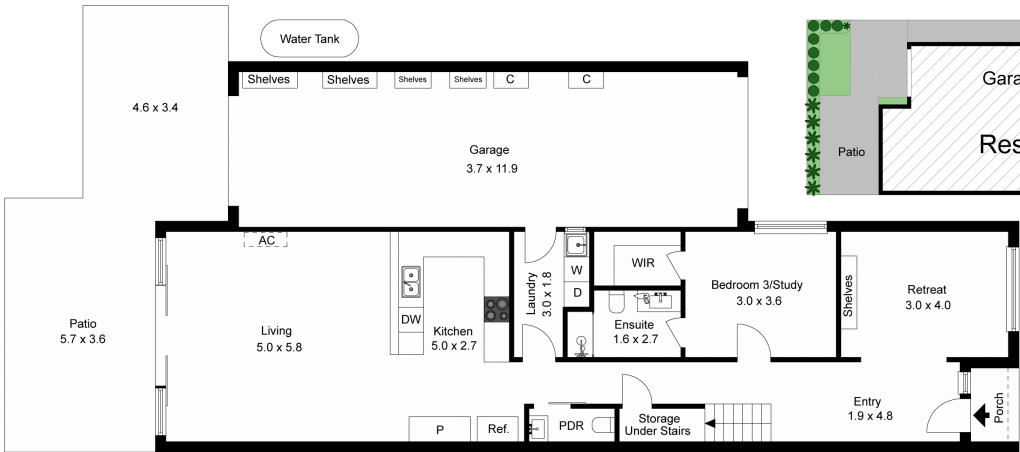 Water Tank
Shelves
Shelves
Shelves
Shelves
C
C
4.6 x 3.4
Garage
3.7 x 11.9
Gara
Res
Patio
AC
W
D
WIR
Laundry
3.0 x 1.8
Bedroom 3/Study
3.0 x 3.6
Shelves
Retreat
3.0 x 4.0
Patio
5.7 x 3.6
Living
5.0 x 5.8
DW
Kitchen
5.0 x 2.7
Ensuite
1.6 x 2.7
Entry
1.9 x 4.8
Porch
P
Ref.
PDR
Storage
Under Stairs